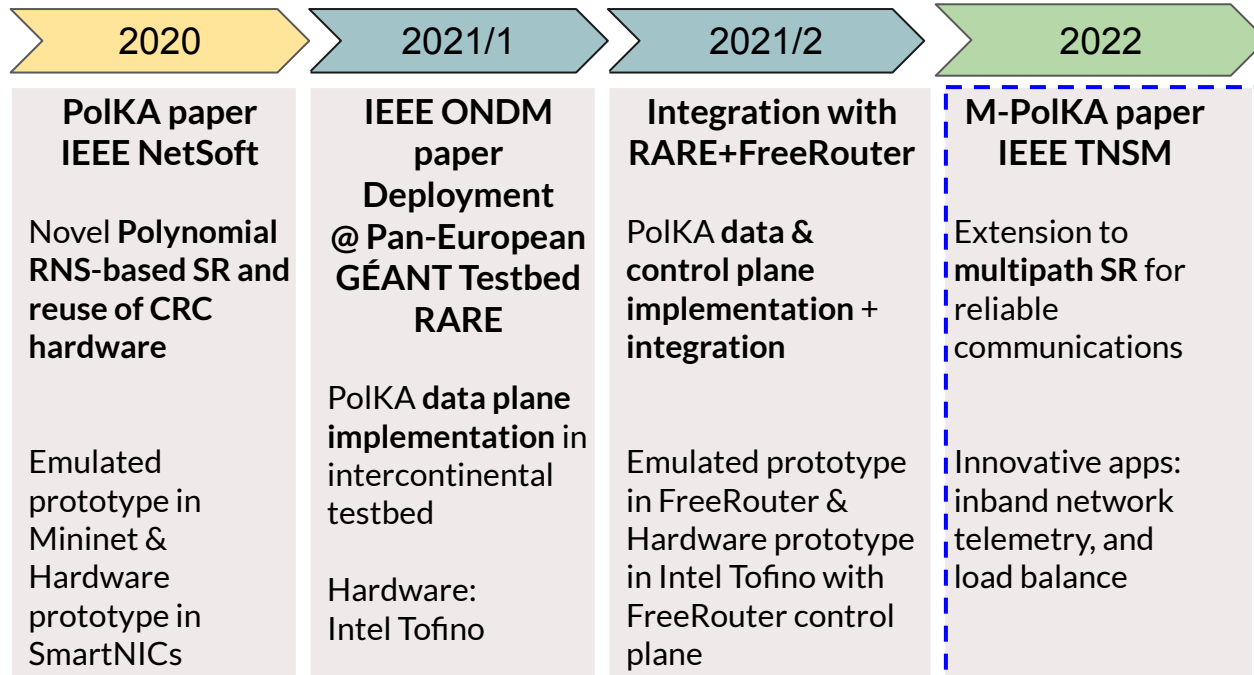 2020
PolKA paper
IEEE NetSoft
Novel Polynomial
RNS-based SR and
reuse of CRC
hardware
Emulated
prototype in
Mininet &
Hardware
prototype in
SmartNICs
2021/1
IEEE ONDM
paper
Deployment
@ Pan-European
GÉANT Testbed
RARE
PolKA data plane
implementation in
intercontinental
testbed
Hardware:
Intel Tofino
2021/2
Integration with
RARE+FreeRouter
PolKA data &
control plane
implementation +
integration
Emulated prototype
in FreeRouter &
Hardware prototype
in Intel Tofino with
FreeRouter control
plane
2022
M-PolKA paper
IEEE TNSM
Extension to
multipath SR for
reliable
communications
Innovative apps:
inband network
telemetry, and
load balance